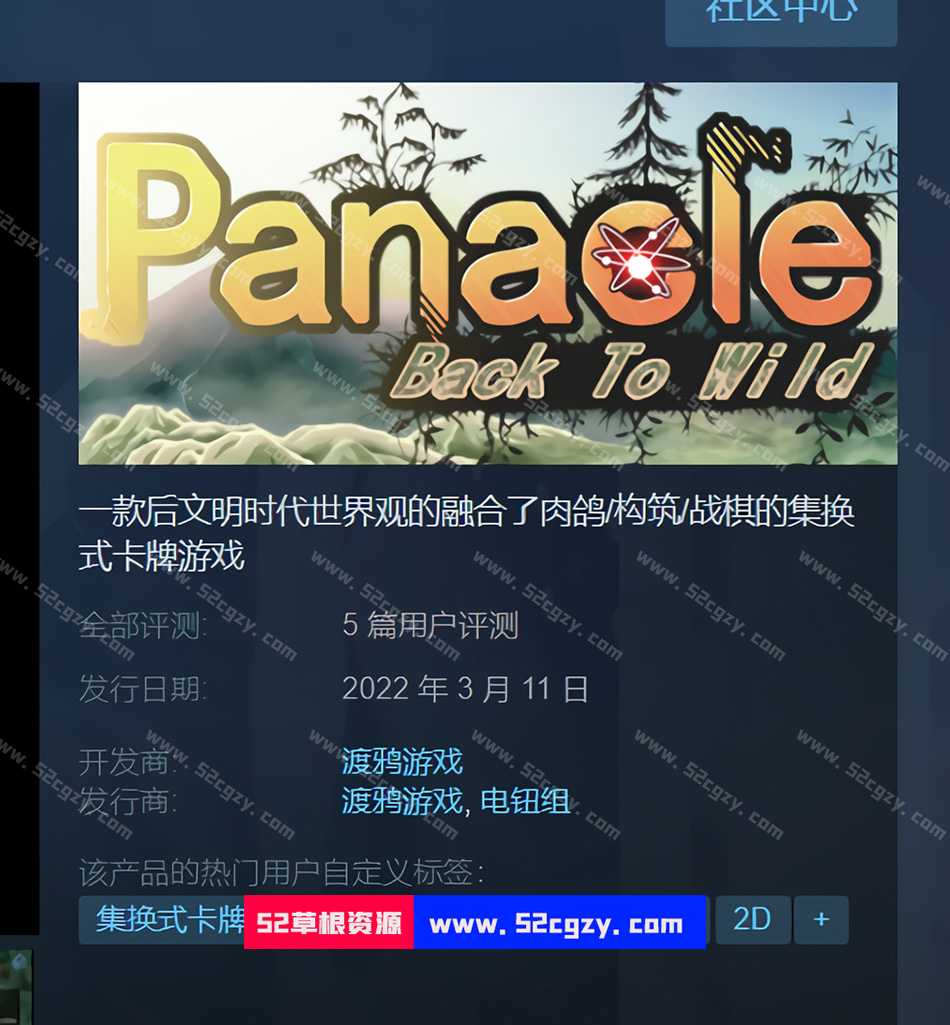 社区中心
Panacle
Back To Wild
一款后文明时代世界观的融合了肉鸽/构筑/战棋的集换
式卡牌游戏
全部评测: 5 篇用户评测
发行日期: 2022 年 3 月 11 日
开发商: 渡鸦游戏
发行商: 渡鸦游戏, 电钮组
该产品的热门用户自定义标签:
集换式卡牌 52草根资源 www.52cgzy.com 2D +
www.52cgzy.com